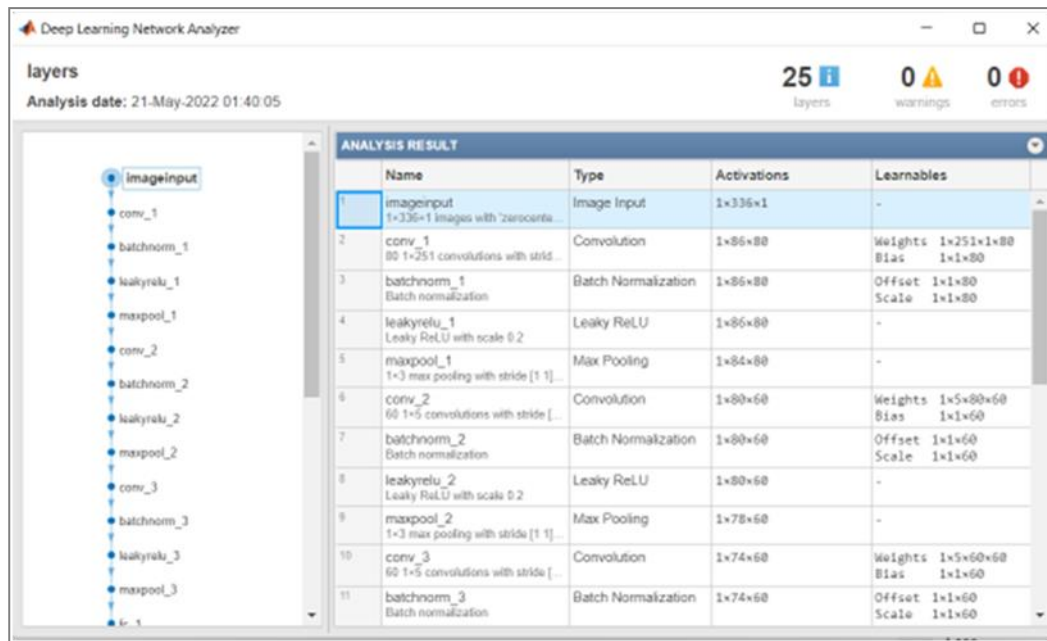 Deep Learning Network Analyzer
layers
Analysis date: 21-May-2022 01:40:05
25 i
layers
0
warnings
0
errors
imageinput
conv_1
batchnorm_1
leakyrelu_1
maxpool_1
conv_2
batchnorm_2
leakyrelu_2
maxpool_2
conv_3
batchnorm_3
leakyrelu_3
maxpool_3
fc_1
ANALYSIS RESULT
Name Type Activations Learnables
1 imageinput Image Input 1×336×1 -
1×336×1 images with 'zerocente...
2 conv_1 Convolution 1×86×80 Weights 1×251×1×80
80 1×251 convolutions with strid... Bias 1×1×80
3 batchnorm_1 Batch Normalization 1×86×80 Offset 1×1×80
Batch normalization Scale 1×1×80
4 leakyrelu_1 Leaky ReLU 1×86×80 -
Leaky ReLU with scale 0.2
5 maxpool_1 Max Pooling 1×84×80 -
1×3 max pooling with stride [1 1]...
6 conv_2 Convolution 1×80×60 Weights 1×5×80×60
60 1×5 convolutions with stride [... Bias 1×1×60
7 batchnorm_2 Batch Normalization 1×80×60 Offset 1×1×60
Batch normalization Scale 1×1×60
8 leakyrelu_2 Leaky ReLU 1×80×60 -
Leaky ReLU with scale 0.2
9 maxpool_2 Max Pooling 1×78×60 -
1×3 max pooling with stride [1 1]...
10 conv_3 Convolution 1×74×60 Weights 1×5×60×60
60 1×5 convolutions with stride [... Bias 1×1×60
11 batchnorm_3 Batch Normalization 1×74×60 Offset 1×1×60
Batch normalization Scale 1×1×60